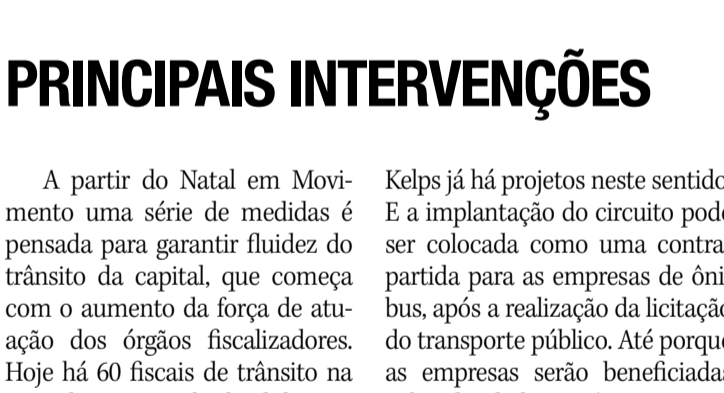 PRINCIPAIS INTERVENÇÕES
A partir do Natal em Movi-
mento uma série de medidas é
pensada para garantir fluidez do
trânsito da capital, que começa
com o aumento da força de atu-
ação dos órgãos fiscalizadores.
Hoje há 60 fiscais de trânsito na
Kelps já há projetos neste sentido
E a implantação do circuito pode
ser colocada como uma contra
partida para as empresas de ôni
bus, após a realização da licitação
do transporte público. Até porque
as empresas serão beneficiadas